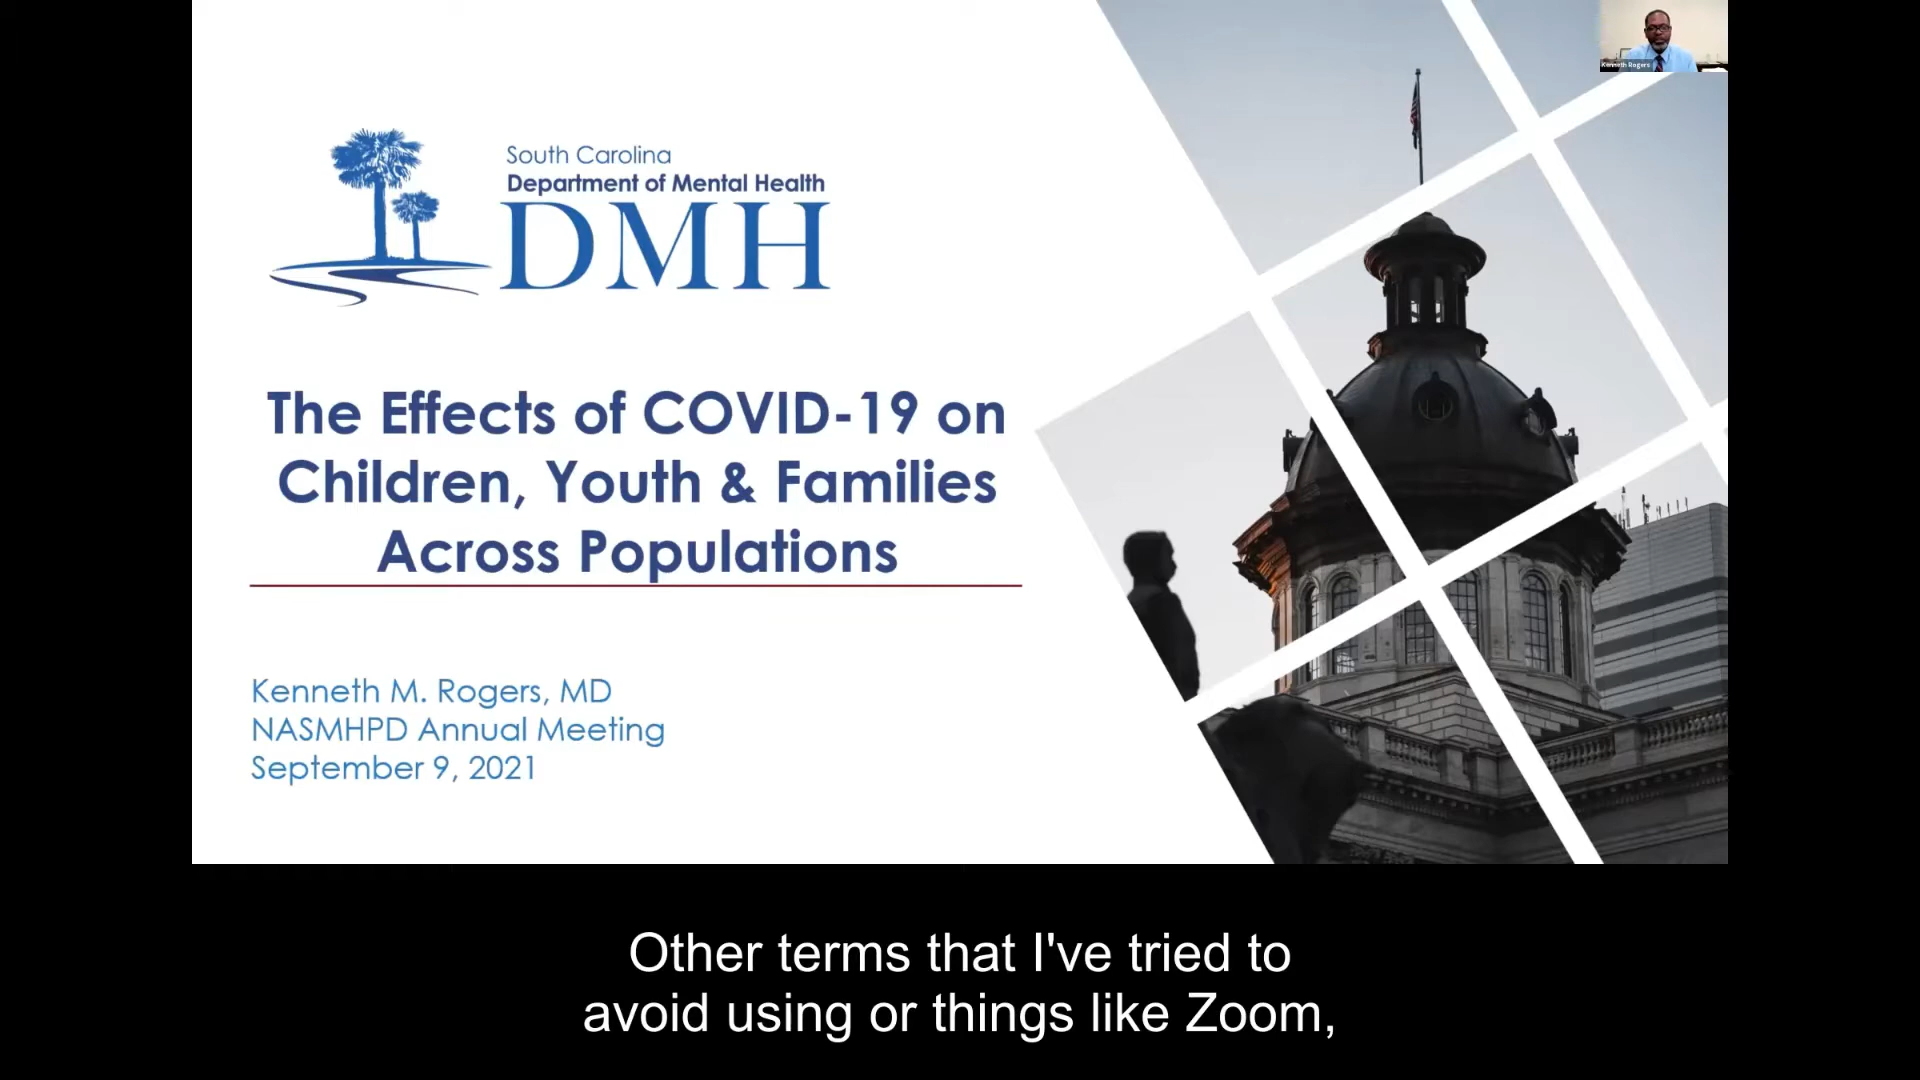 Kenneth Rogers
South Carolina
Department of Mental Health
DMH
The Effects of COVID-19 on
Children, Youth & Families
Across Populations
Kenneth M. Rogers, MD
NASMHPD Annual Meeting
September 9, 2021
Other terms that I've tried to
avoid using or things like Zoom,